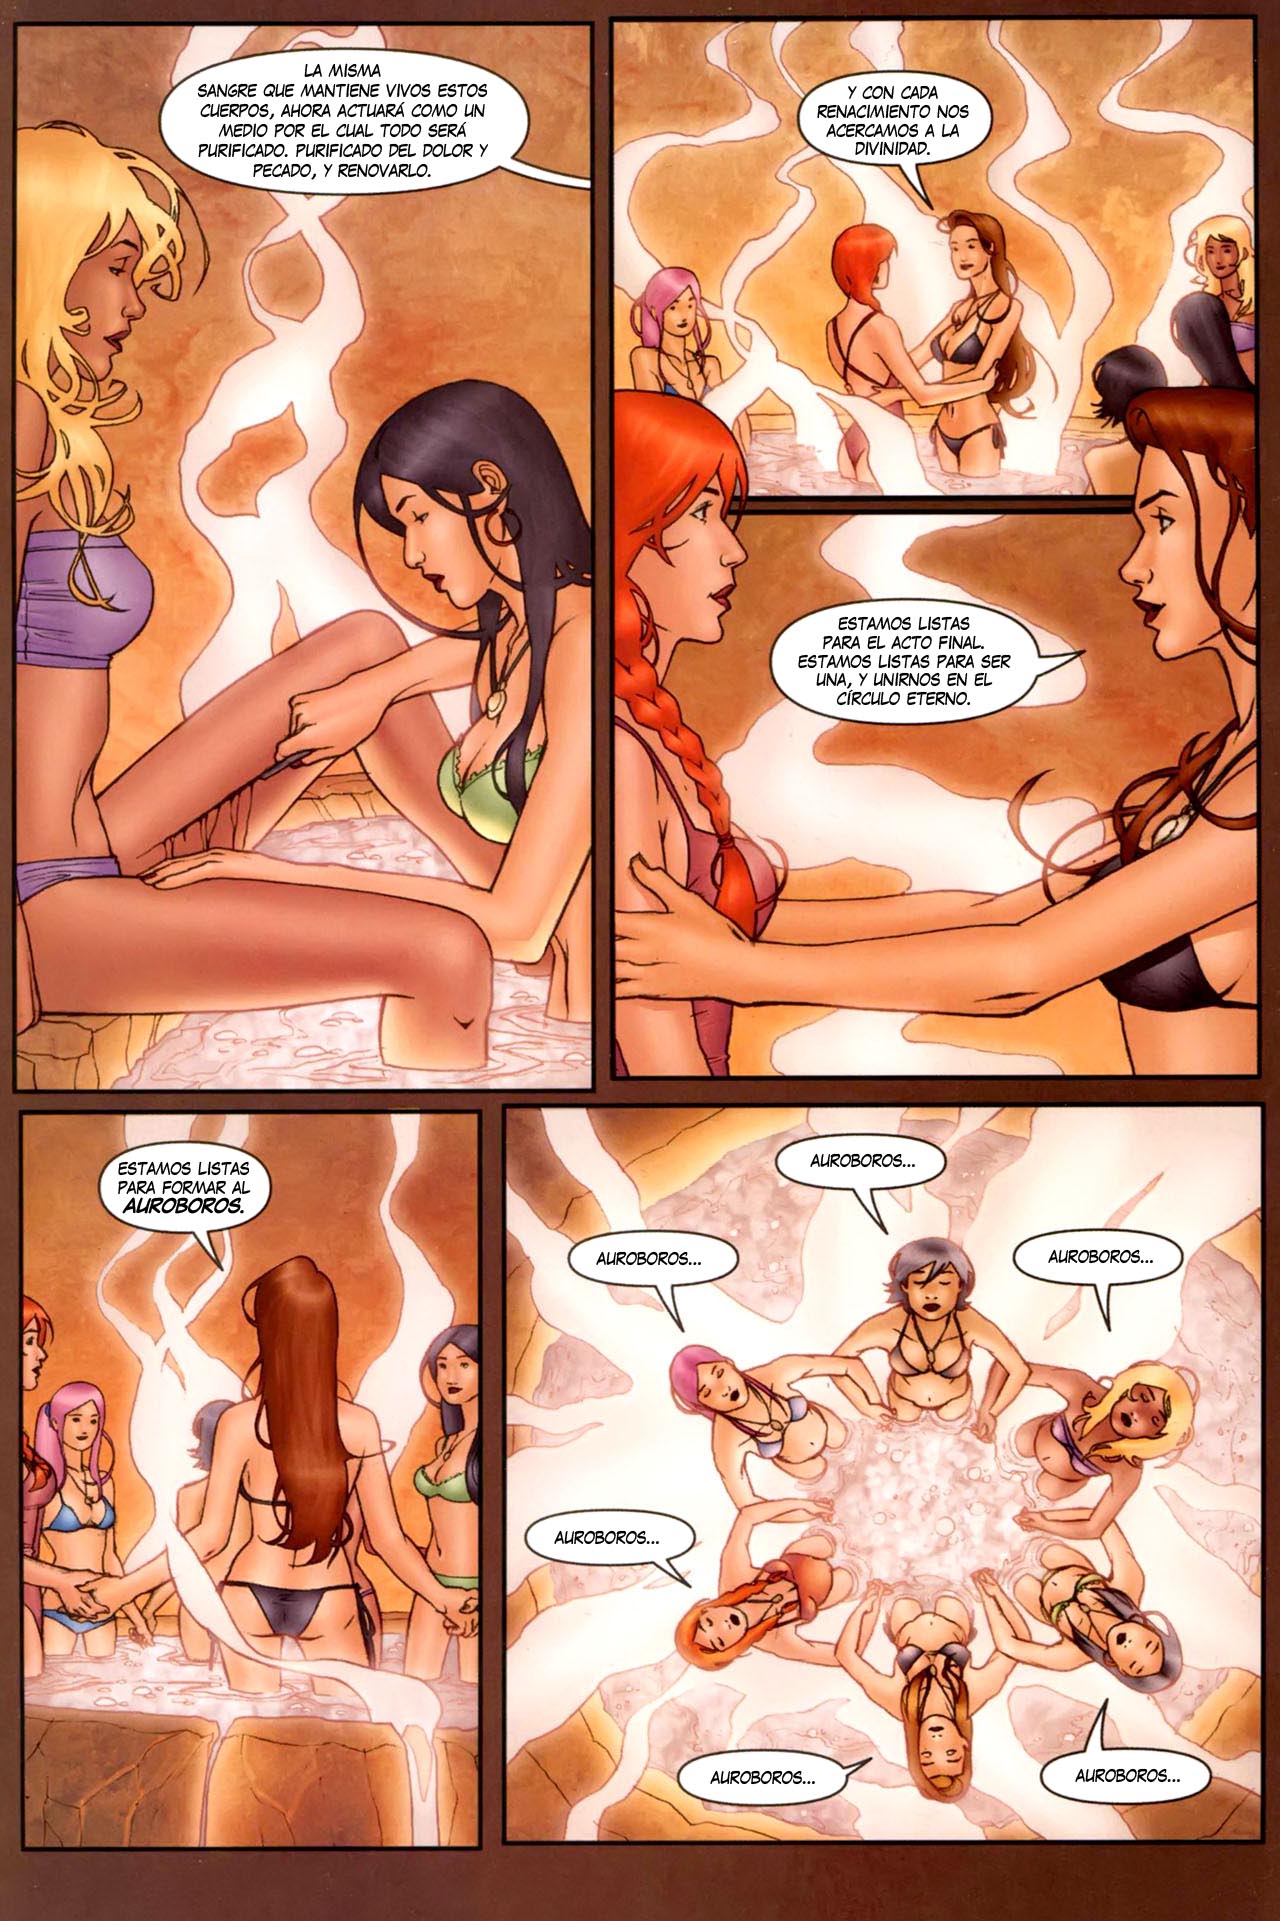 LA MISMA
SANGRE QUE MANTIENE VIVOS ESTOS
CUERPOS, AHORA ACTUARÁ COMO UN
MEDIO POR EL CUAL TODO SERÁ
PURIFICADO. PURIFICADO DEL DOLOR Y
PECADO, Y RENOVARLO.
Y CON CADA
RENACIMIENTO NOS
ACERCAMOS A LA
DIVINIDAD.
ESTAMOS LISTAS
PARA EL ACTO FINAL.
ESTAMOS LISTAS PARA SER
UNA, Y UNIRNOS EN EL
CÍRCULO ETERNO.
ESTAMOS LISTAS
PARA FORMAR AL
AUROBOROS.
AUROBOROS...
AUROBOROS...
AUROBOROS...
AUROBOROS...
AUROBOROS...
AUROBOROS...